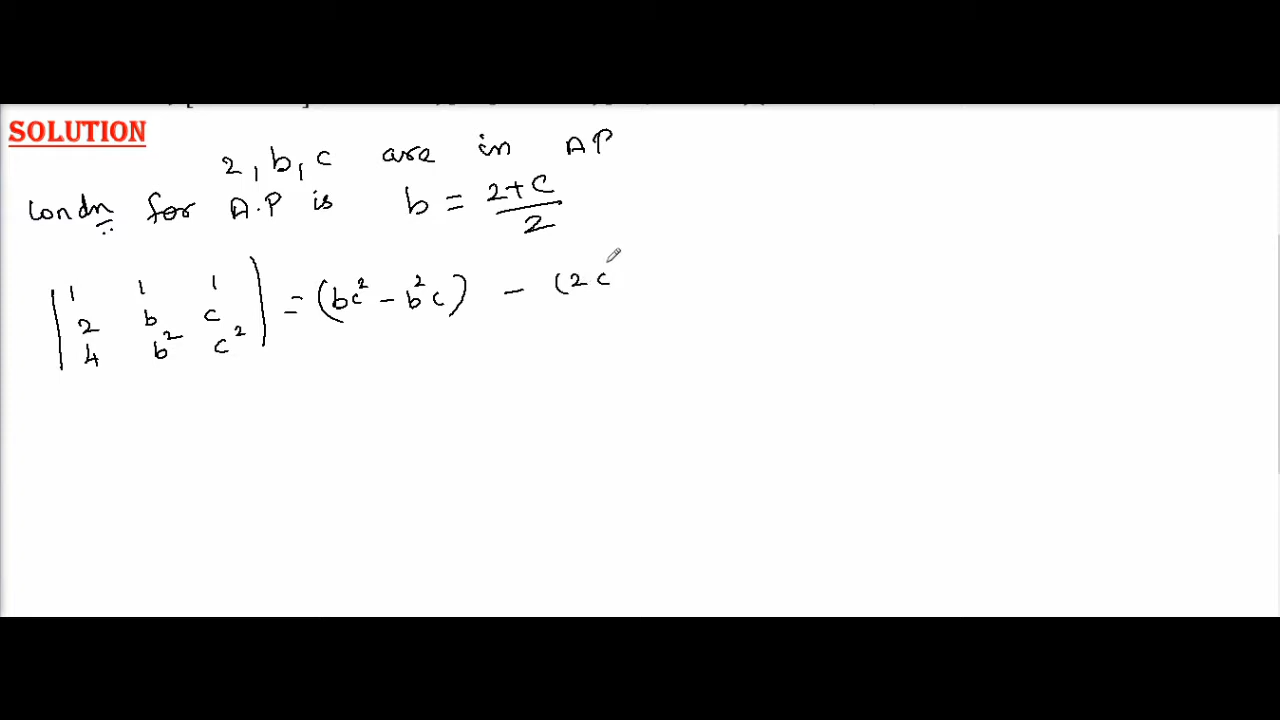 SOLUTION
2, b, c are in AP
Condn for A.P is b = 2+C/2
|1 1 1| = (bc² - b²c) - (2c
|2 b c|
|4 b² c²|